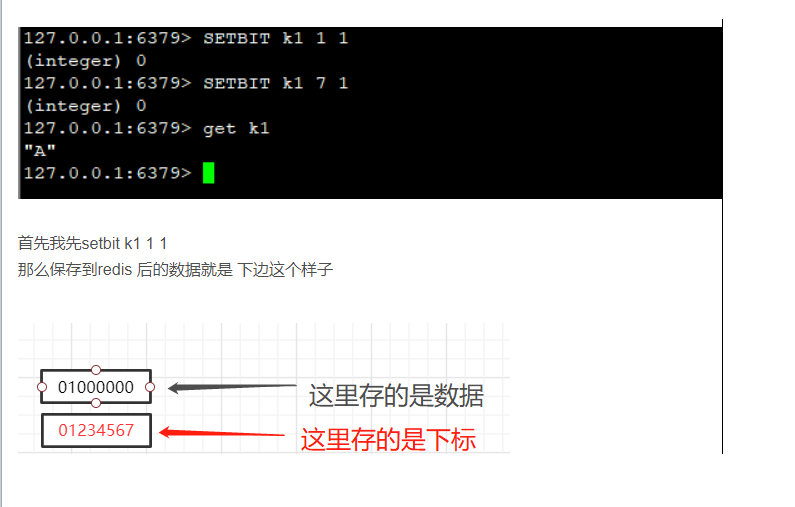 127.0.0.1:6379> SETBIT k1 1 1
(integer) 0
127.0.0.1:6379> SETBIT k1 7 1
(integer) 0
127.0.0.1:6379> get k1
"A"
127.0.0.1:6379>
首先我先setbit k1 1 1
那么保存到redis 后的数据就是 下边这个样子
01000000
这里存的是数据
01234567
这里存的是下标